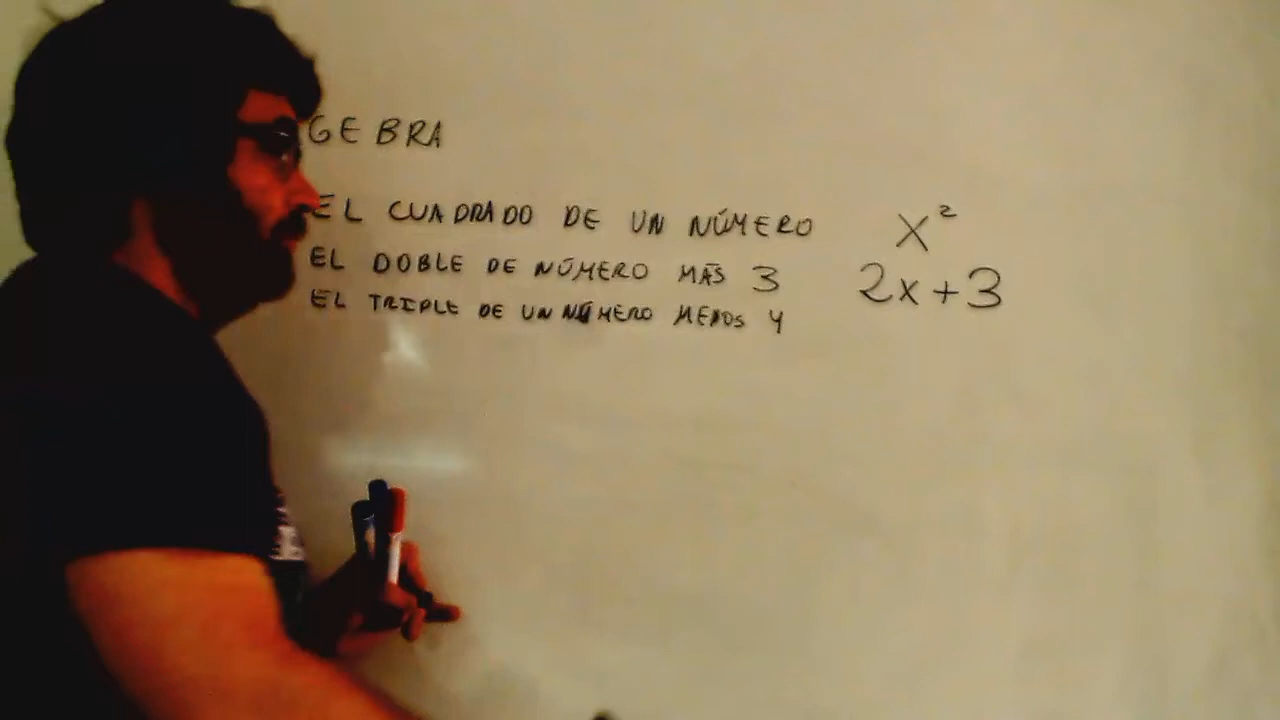 GEBRA
EL CUADRADO DE UN NÚMERO x²
EL DOBLE DE NÚMERO MÁS 3 2x+3
EL TRIPLE DE UN NÚMERO MENOS 4